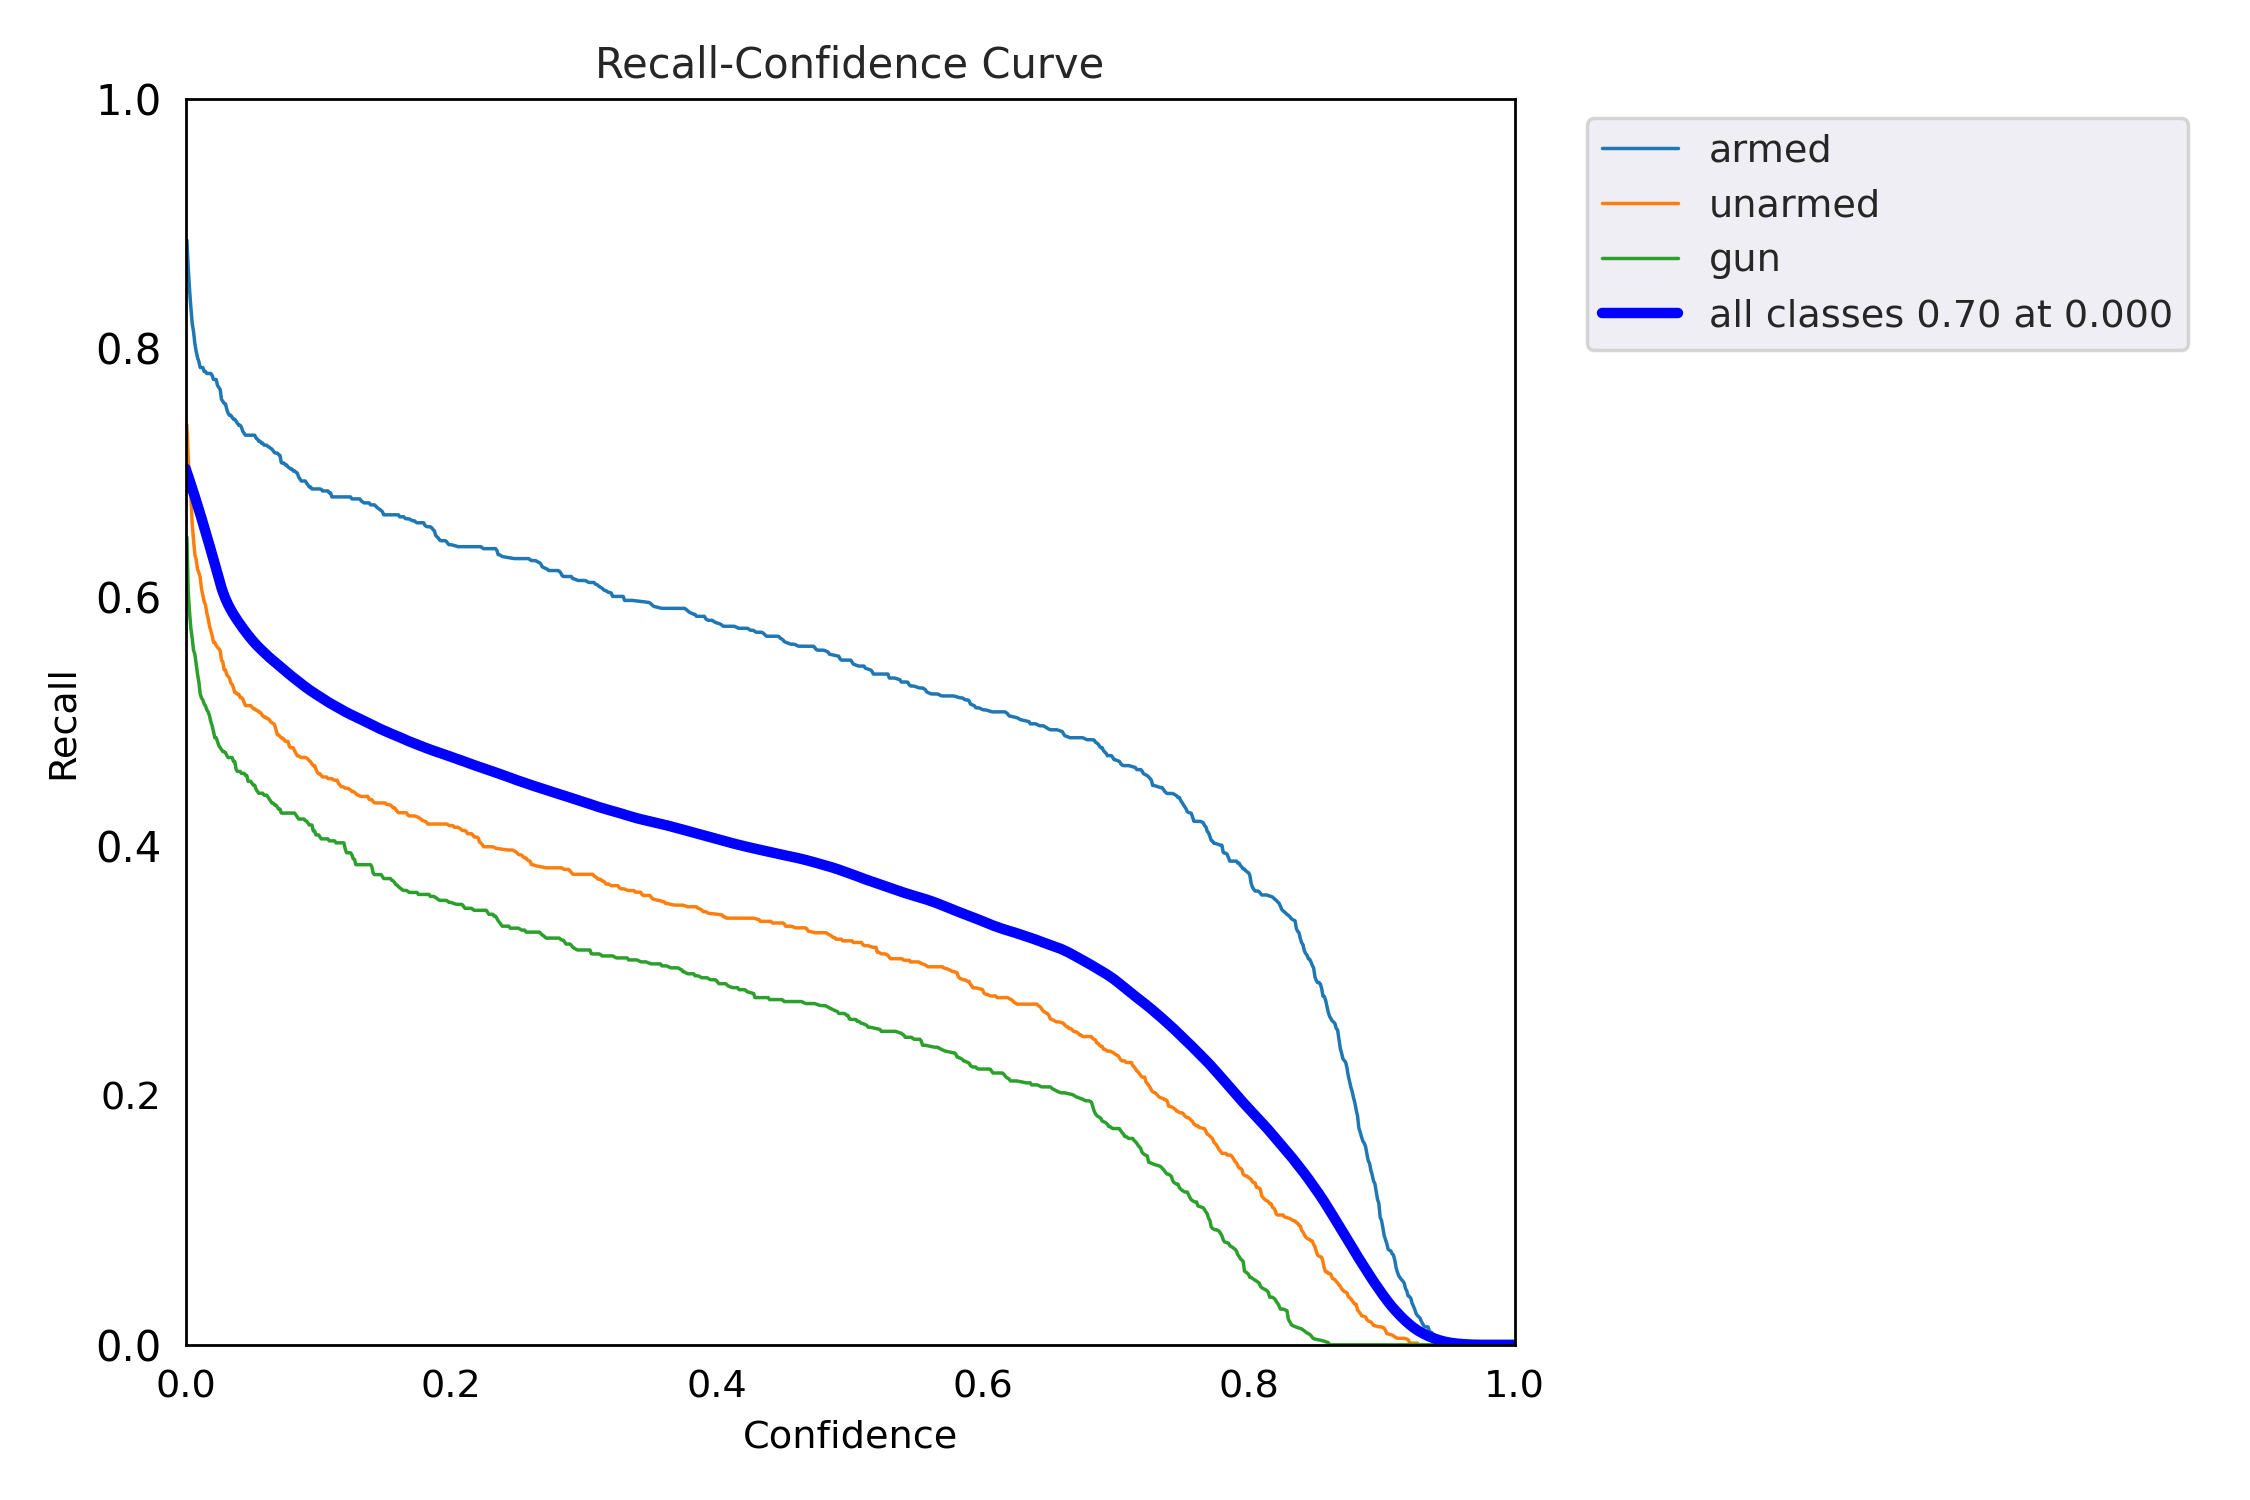 Recall-Confidence Curve
1.0
0.8
0.6
0.4
0.2
0.0
Recall
0.0 0.2 0.4 0.6 0.8 1.0
Confidence
armed
unarmed
gun
all classes 0.70 at 0.000